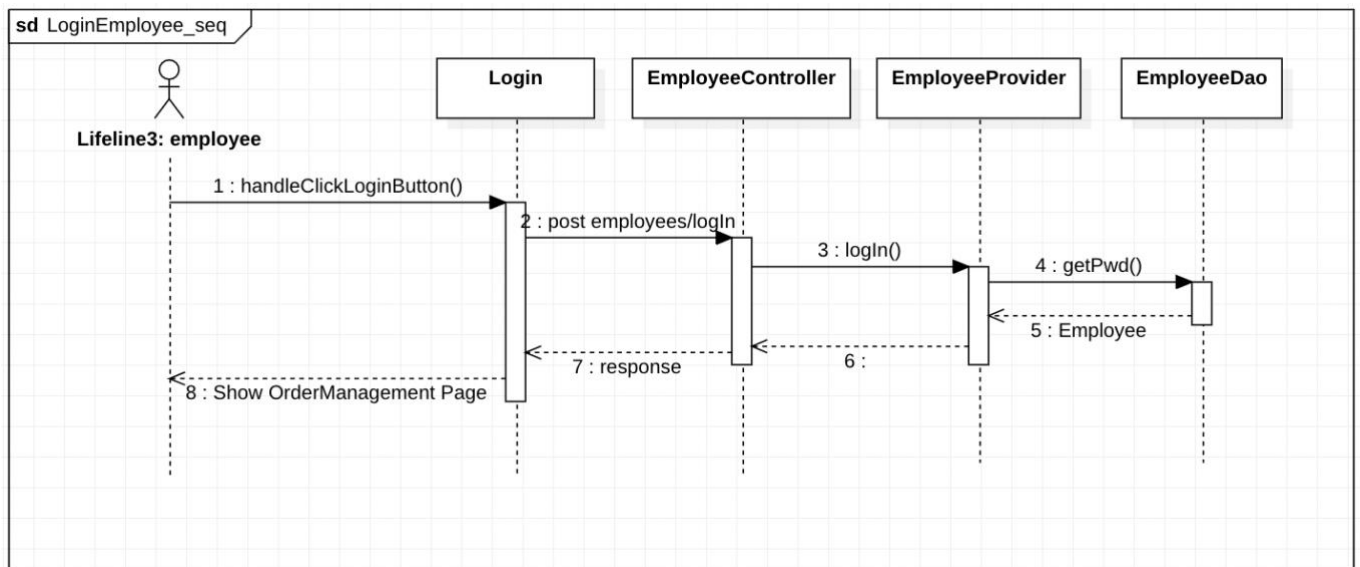 sd LoginEmployee_seq
Login
EmployeeController
EmployeeProvider
EmployeeDao
Lifeline3: employee
1 : handleClickLoginButton()
2 : post employees/logIn
3 : logIn()
4 : getPwd()
5 : Employee
6 :
7 : response
8 : Show OrderManagement Page